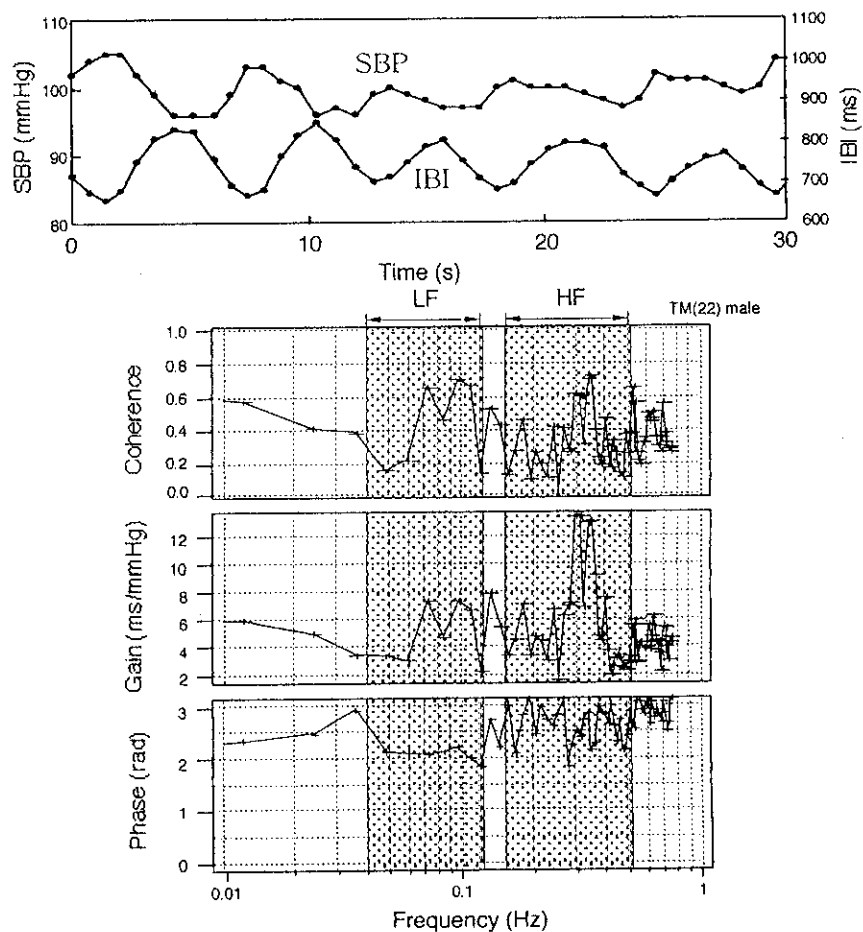 110
100
90
80
SBP (mmHg)
SBP
IBI
1100
1000
900
800
700
600
IBI (ms)
0
10
20
30
Time (s)
LF
HF
TM(22) male
1.0
0.8
0.6
0.4
0.2
0.0
Coherence
12
10
8
6
4
2
Gain (ms/mmHg)
3
2
1
0
Phase (rad)
0.01
0.1
1
Frequency (Hz)